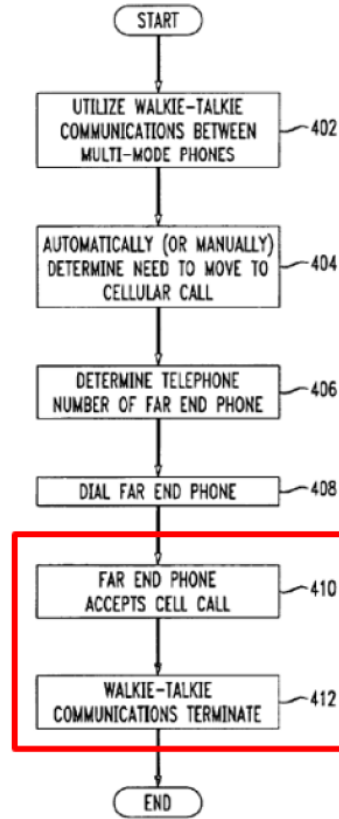 START
UTILIZE WALKIE-TALKIE
COMMUNICATIONS BETWEEN
MULTI-MODE PHONES
402
AUTOMATICALLY (OR MANUALLY)
DETERMINE NEED TO MOVE TO
CELLULAR CALL
404
DETERMINE TELEPHONE
NUMBER OF FAR END PHONE
406
DIAL FAR END PHONE
408
FAR END PHONE
ACCEPTS CELL CALL
410
WALKIE-TALKIE
COMMUNICATIONS TERMINATE
412
END